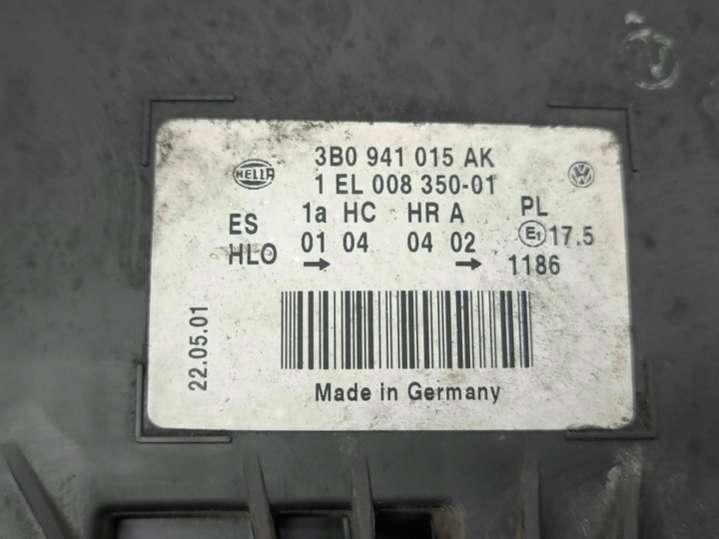 HELLA
3B0 941 015 AK
1 EL 008 350-01
ES 1a HC HR A PL
HLO 01 04 04 02 E1 17.5
→ → 1186
22.05.01
Made in Germany